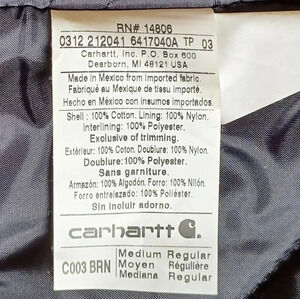 RN# 14806
0312 212041 6417040A TP 03
Carhartt, Inc. P.O. Box 600
Dearborn, MI 48121 USA
Made in Mexico from imported fabric.
Fabriqué au Mexique de tissu importé.
Hecho en México con insumos importados.
Shell: 100% Cotton. Lining: 100% Nylon.
Interlining: 100% Polyester.
Exclusive of trimming.
Extérieur: 100% Coton. Doublure: 100% Nylon.
Doublure: 100% Polyester.
Sans garniture.
Armazón: 100% Algodón. Forro: 100% Nylon.
Forro entrelazado: 100% Poliéster
Sin incluir adorno.
carhartt
C003 BRN
Medium Regular
Moyen Régulière
Mediana Regular